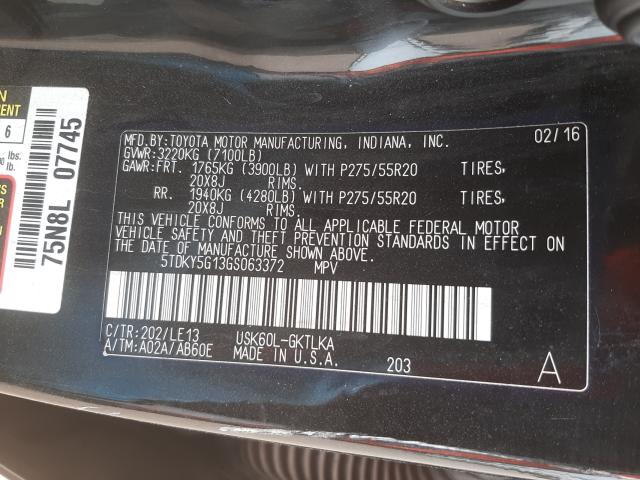 MENT
6
lbs.
lbs.
75N8L 07745
MFD.BY:TOYOTA MOTOR MANUFACTURING, INDIANA, INC. 02/16
GVWR:3220KG (7100LB)
GAWR:FRT. 1765KG (3900LB) WITH P275/55R20 TIRES,
20X8J RIMS.
RR. 1940KG (4280LB) WITH P275/55R20 TIRES,
20X8J RIMS.
THIS VEHICLE CONFORMS TO ALL APPLICABLE FEDERAL MOTOR
VEHICLE SAFETY AND THEFT PREVENTION STANDARDS IN EFFECT ON
THE DATE OF MANUFACTURE SHOWN ABOVE.
5TDKY5G13GS063372 MPV
C/TR:202/LE13 USK60L-GKTLKA
A/TM:A02A/AB60E MADE IN U.S.A. 203 A